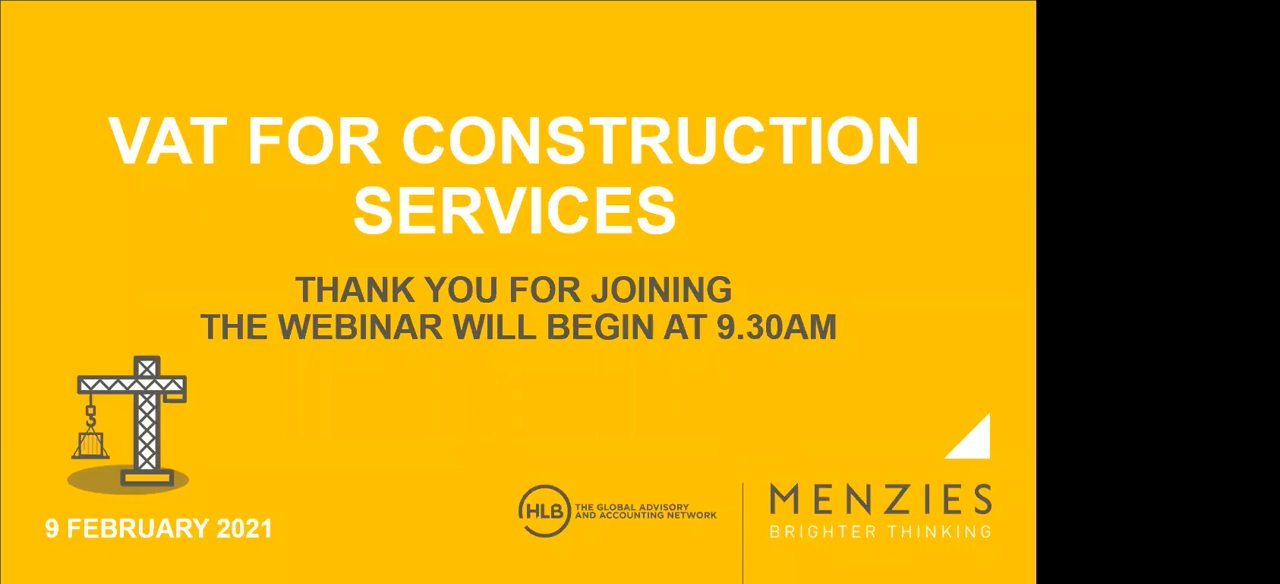 VAT FOR CONSTRUCTION
SERVICES
THANK YOU FOR JOINING
THE WEBINAR WILL BEGIN AT 9.30AM
9 FEBRUARY 2021
HLB
THE GLOBAL ADVISORY
AND ACCOUNTING NETWORK
MENZIES
BRIGHTER THINKING